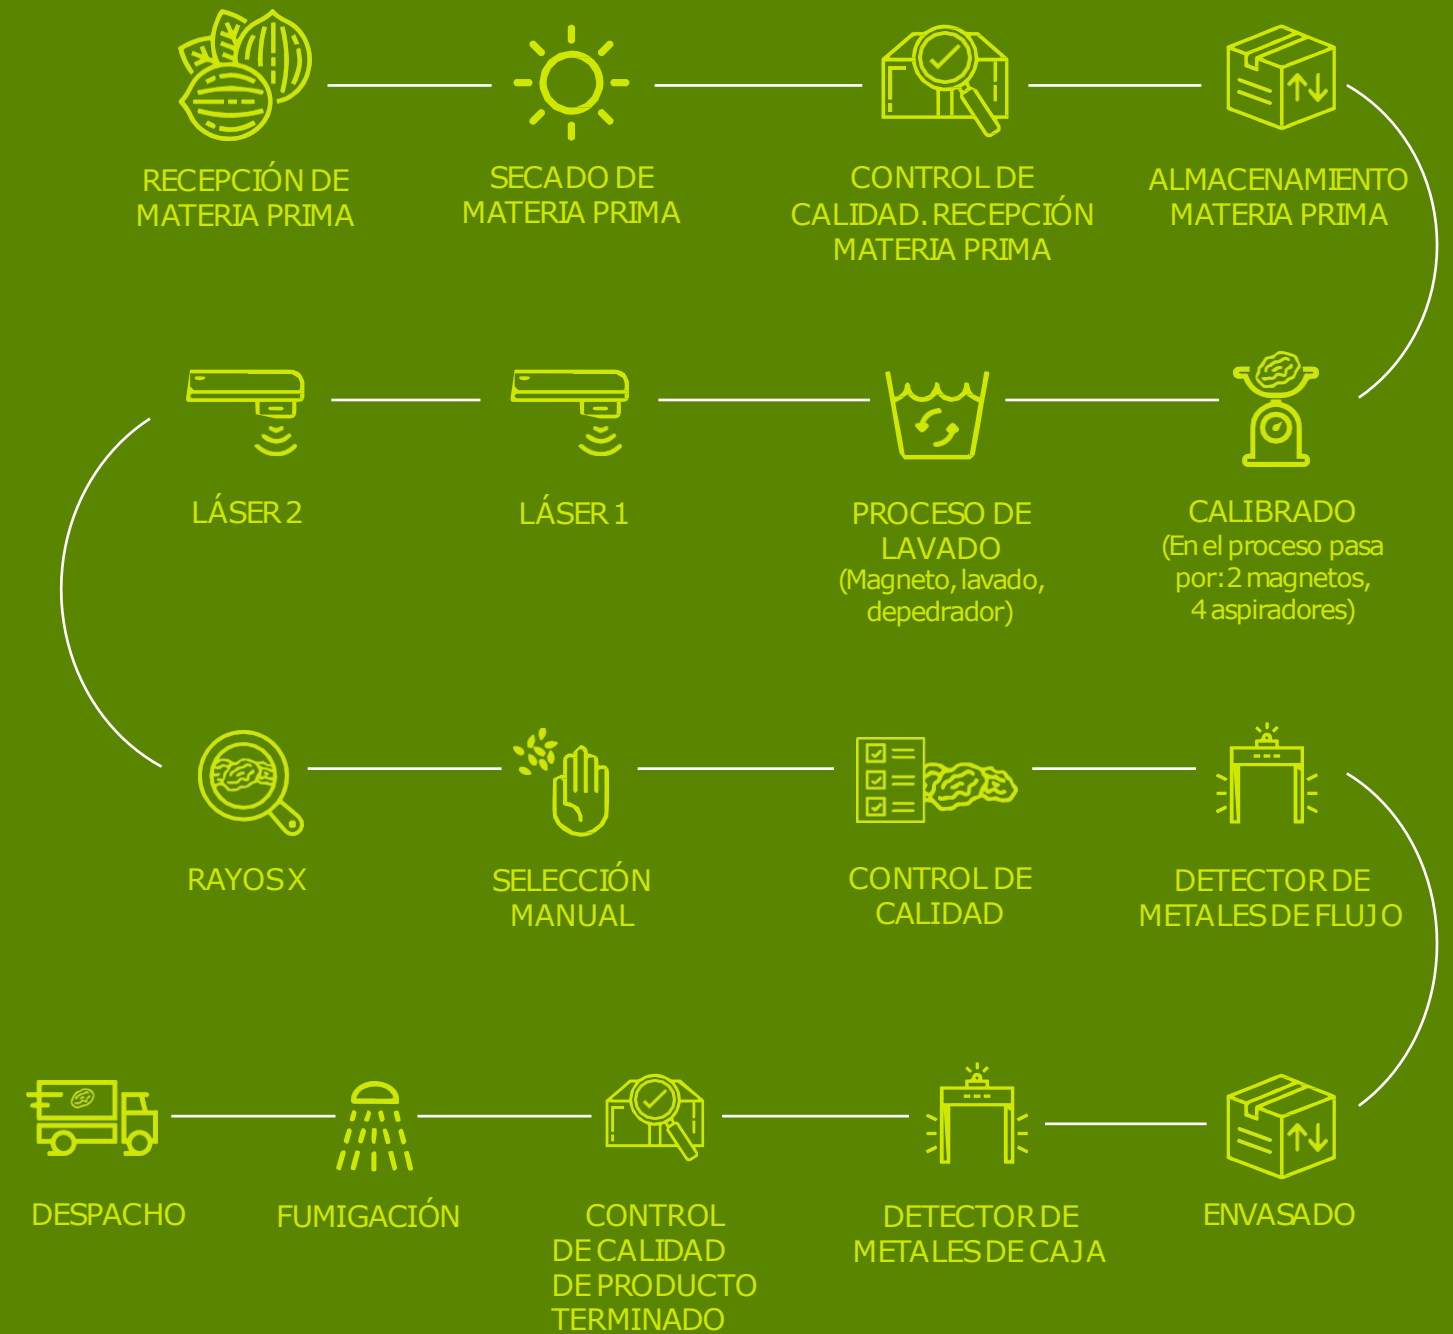 RECEPCIÓN DE
MATERIA PRIMA
SECADO DE
MATERIA PRIMA
CONTROL DE
CALIDAD. RECEPCIÓN
MATERIA PRIMA
ALMACENAMIENTO
MATERIA PRIMA
LÁSER 2
LÁSER 1
PROCESO DE
LAVADO
(Magneto, lavado,
depedrador)
CALIBRADO
(En el proceso pasa
por: 2 magnetos,
4 aspiradores)
RAYOS X
SELECCIÓN
MANUAL
CONTROL DE
CALIDAD
DETECTOR DE
METALES DE FLUJO
DESPACHO
FUMIGACIÓN
CONTROL
DE CALIDAD
DE PRODUCTO
TERMINADO
DETECTOR DE
METALES DE CAJA
ENVASADO